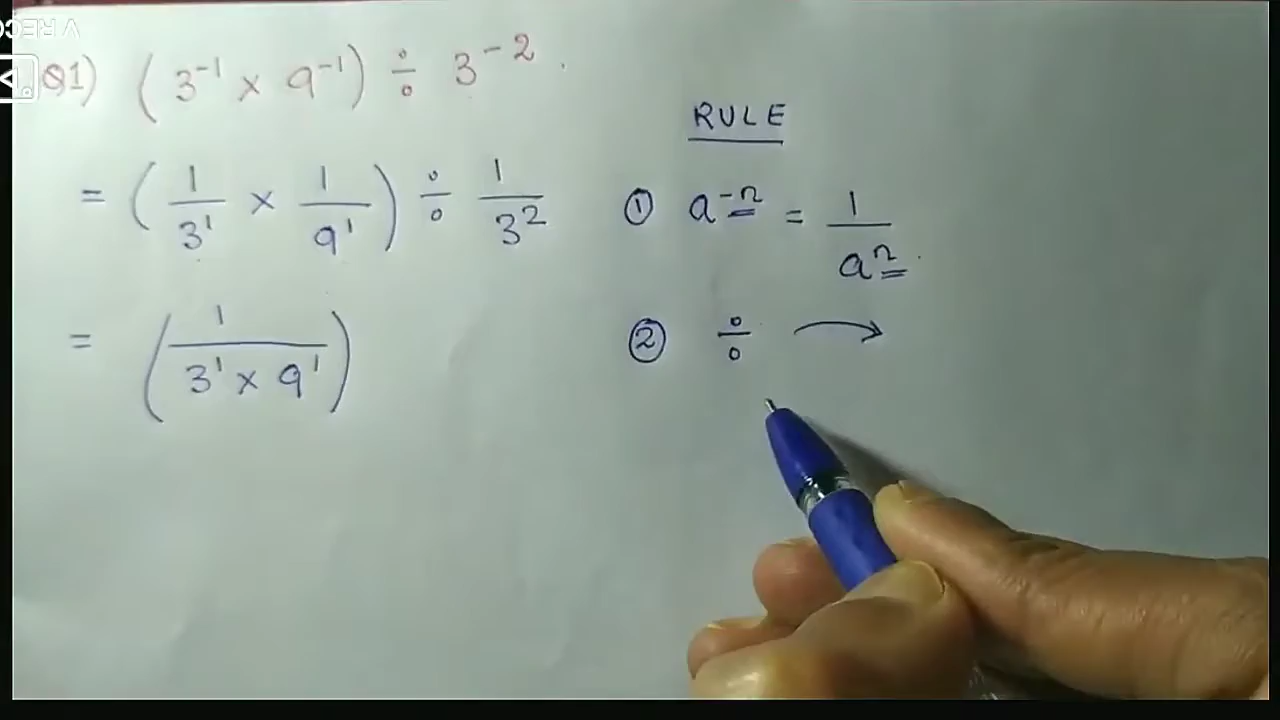 V RECO
Q1) (3⁻¹ × 9⁻¹) ÷ 3⁻² .
= (1/3¹ × 1/9¹) ÷ 1/3²
= (1/(3¹ × 9¹))
RULE
① a⁻ⁿ = 1/aⁿ .
② ÷ →